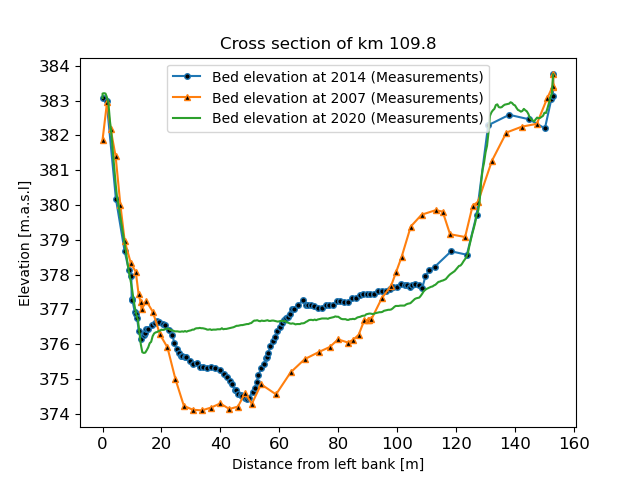 Cross section of km 109.8
Bed elevation at 2014 (Measurements)
Bed elevation at 2007 (Measurements)
Bed elevation at 2020 (Measurements)
Elevation [m.a.s.l]
384
383
382
381
380
379
378
377
376
375
374
0 20 40 60 80 100 120 140 160
Distance from left bank [m]